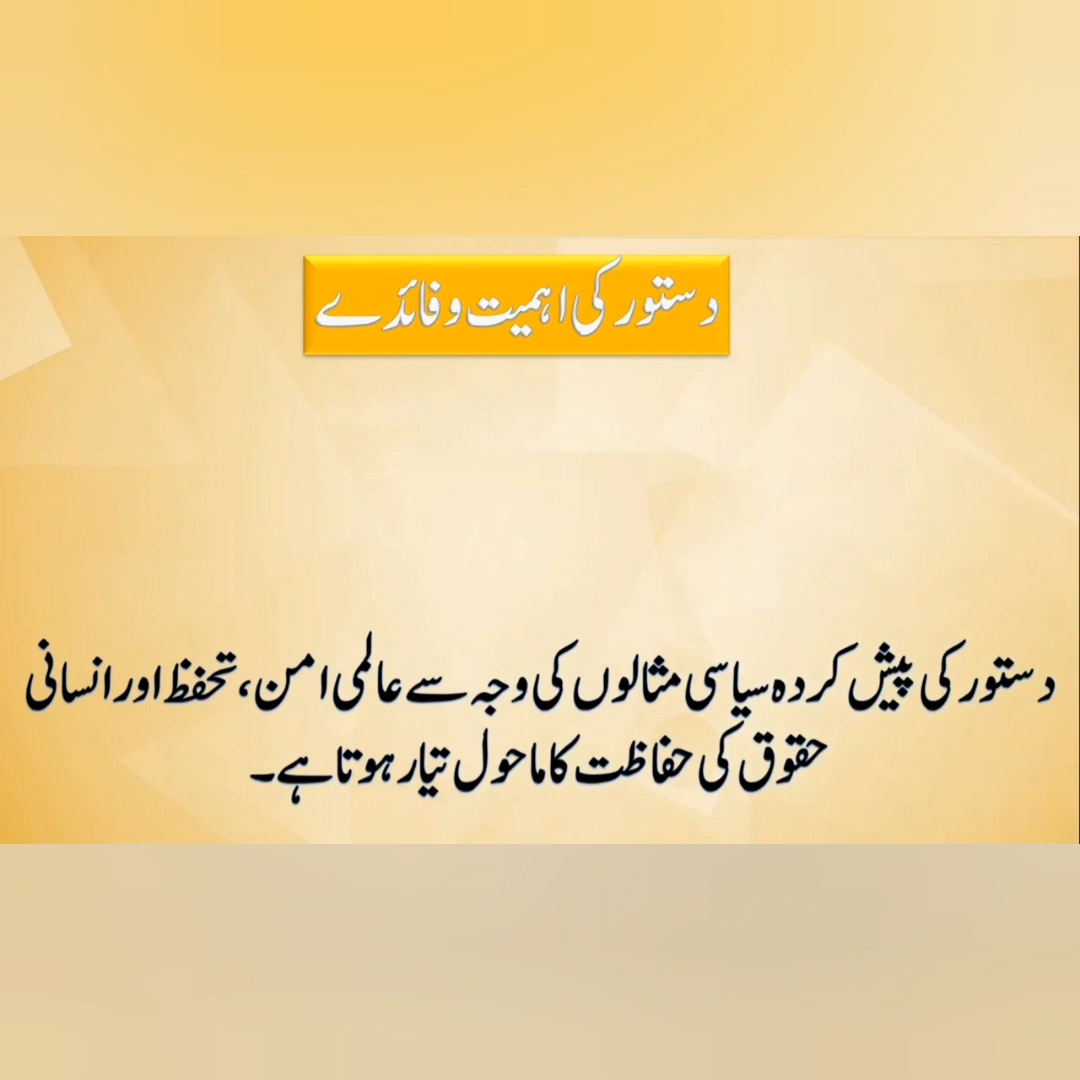 دستور کی اہمیت و فائدے
دستور کی پیش کردہ سیاسی مثالوں کی وجہ سے عالمی امن، تحفظ اور انسانی
حقوق کی حفاظت کا ماحول تیار ہوتا ہے۔